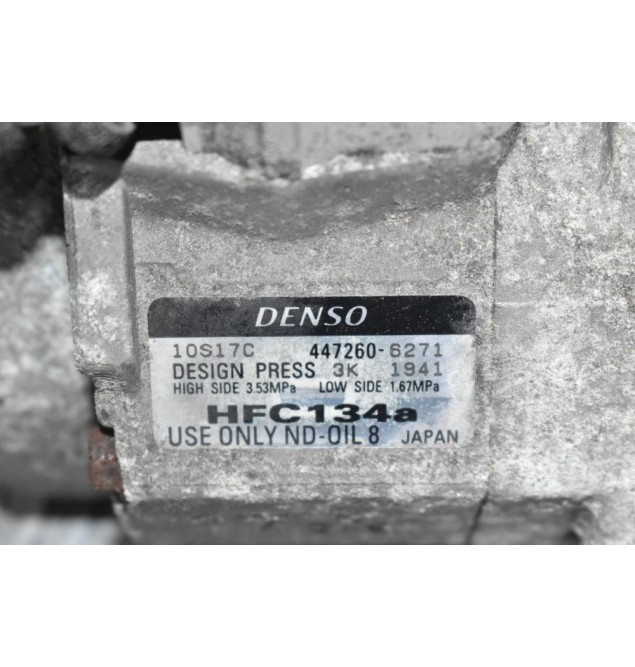 DENSO
10S17C 447260-6271
DESIGN PRESS 3K 1941
HIGH SIDE 3.53MPa LOW SIDE 1.67MPa
HFC134a
USE ONLY ND-OIL 8 JAPAN